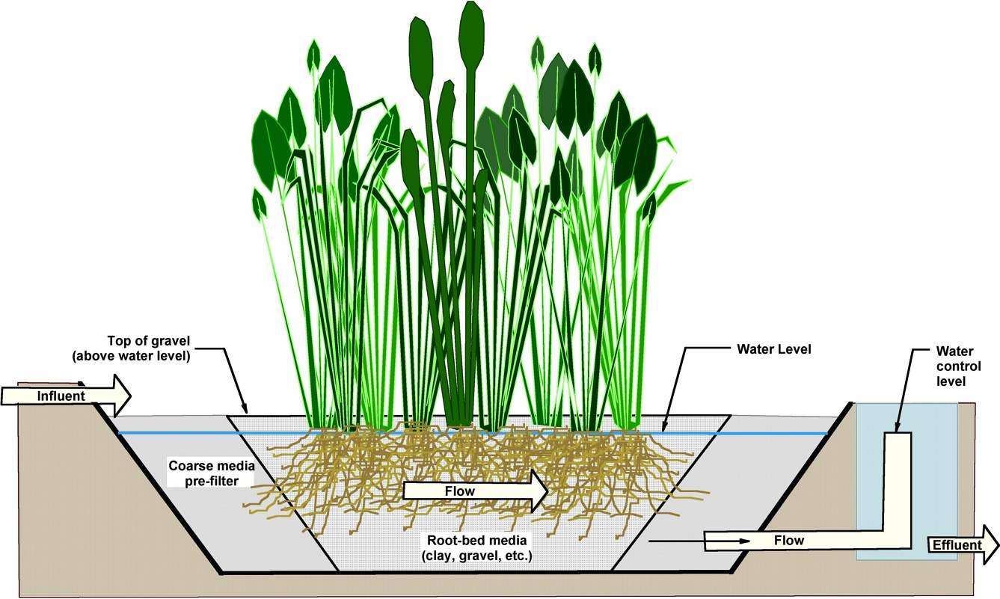 Top of gravel
(above water level)
Water Level
Water
control
level
Influent
Coarse media
pre-filter
Flow
Root-bed media
(clay, gravel, etc.)
Flow
Effluent